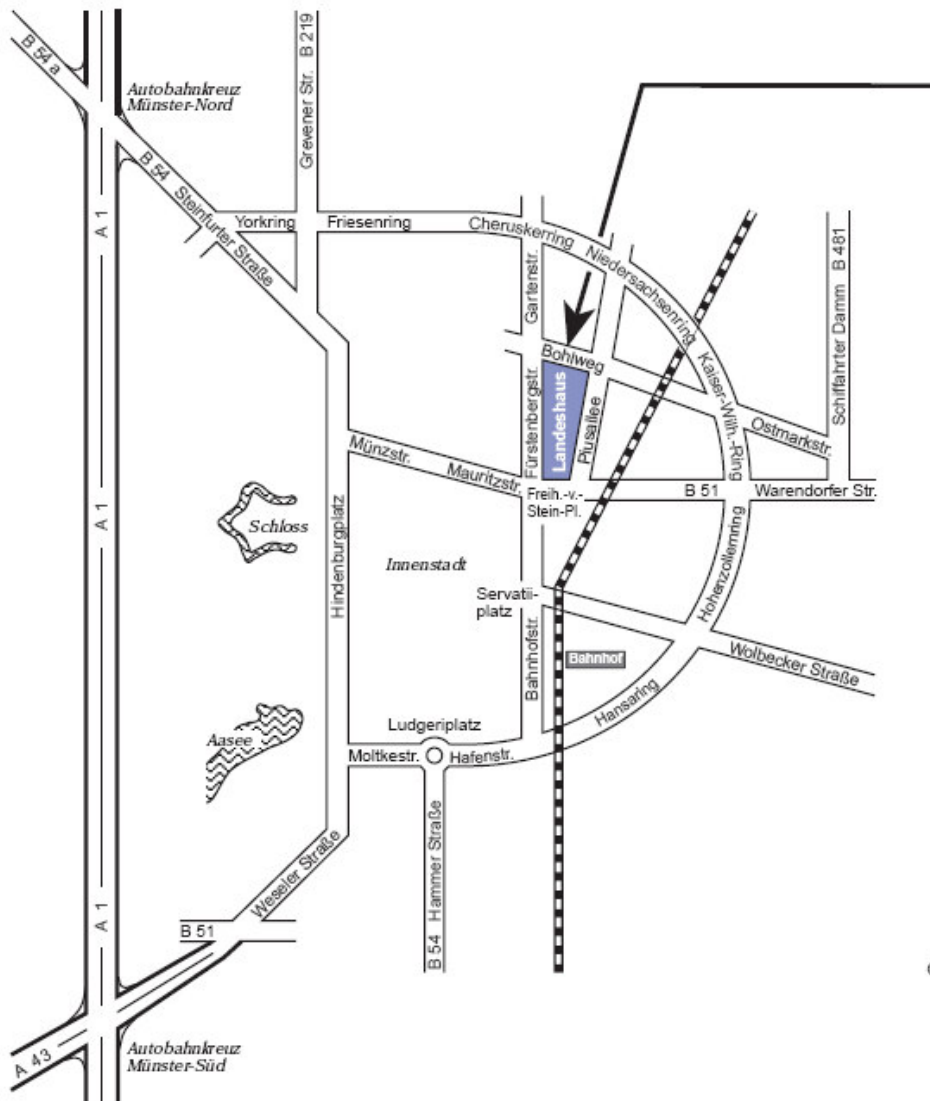 B 54 a
Autobahnkreuz
Münster-Nord
Grevener Str. B 219
A 1
B 54
Steinfurter Straße
Yorkring
Friesenring
Cheruskerring
Niedersachsenring
Schiffahrter Damm B 481
Gartenstr.
Bohlweg
Kaiser-Wilh.-Ring
Fürstenbergstr.
Landeshaus
Piusallee
Ostmarkstr.
Münzstr.
Mauritzstr.
Freih.-v.-
Stein-Pl.
B 51
Warendorfer Str.
A 1
Schloss
Hindenburgplatz
Innenstadt
Servatii-
platz
Hohenzollernring
Bahnhofstr.
Bahnhof
Wolbecker Straße
Hansaring
Ludgeriplatz
Aasee
Moltkestr.
Hafenstr.
B 54 Hammer Straße
Weseler Straße
A 1
B 51
Autobahnkreuz
Münster-Süd
A 43